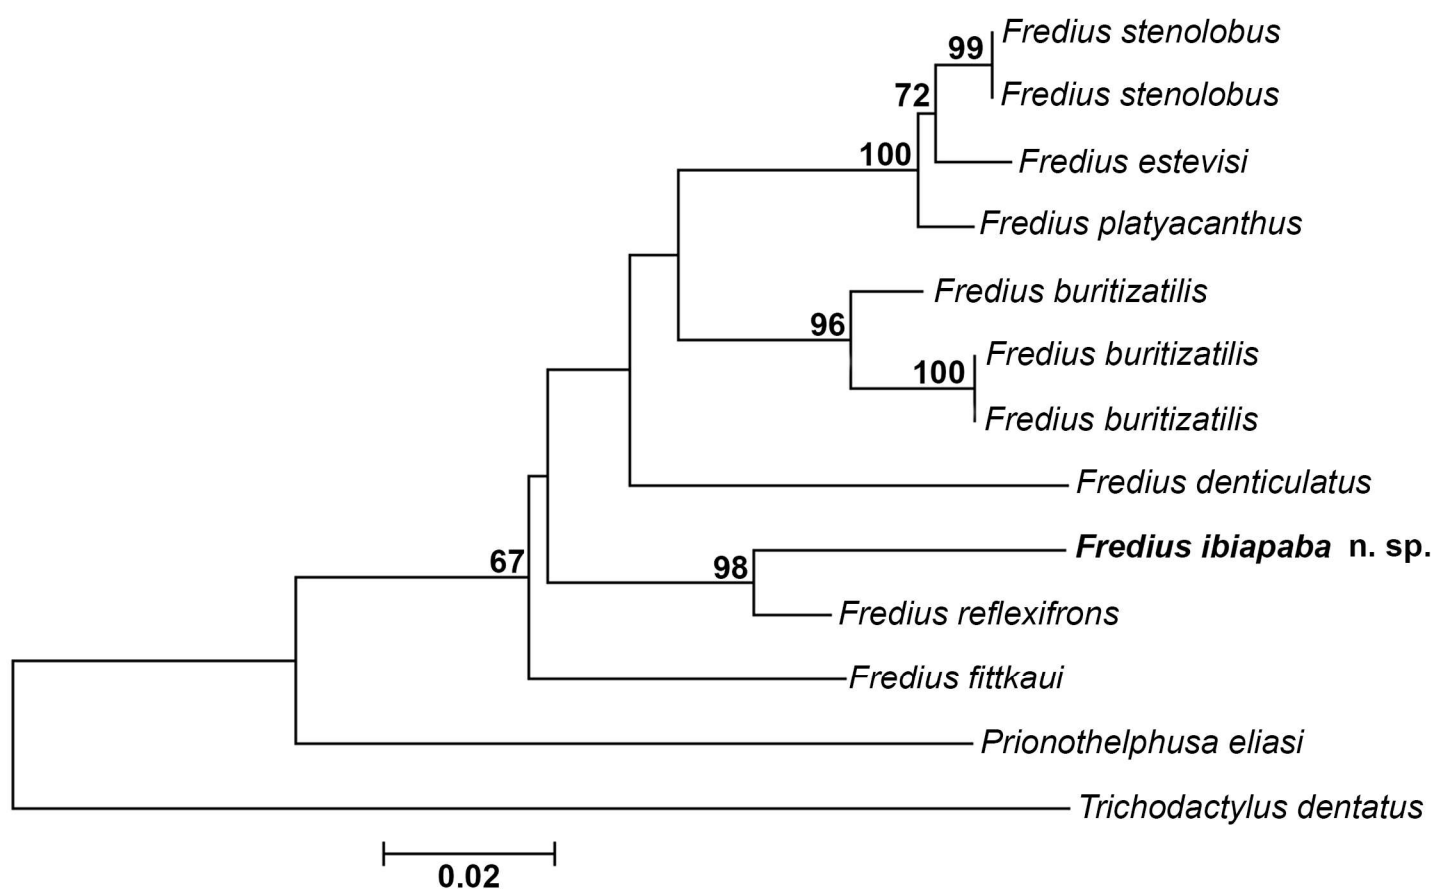 Fredius stenolobus
99
Fredius stenolobus
72
Fredius estevisi
100
Fredius platyacanthus
Fredius buritizatilis
96
Fredius buritizatilis
100
Fredius buritizatilis
Fredius denticulatus
Fredius ibiapaba n. sp.
67
98
Fredius reflexifrons
Fredius fittkaui
Prionothelphusa eliasi
Trichodactylus dentatus
0.02